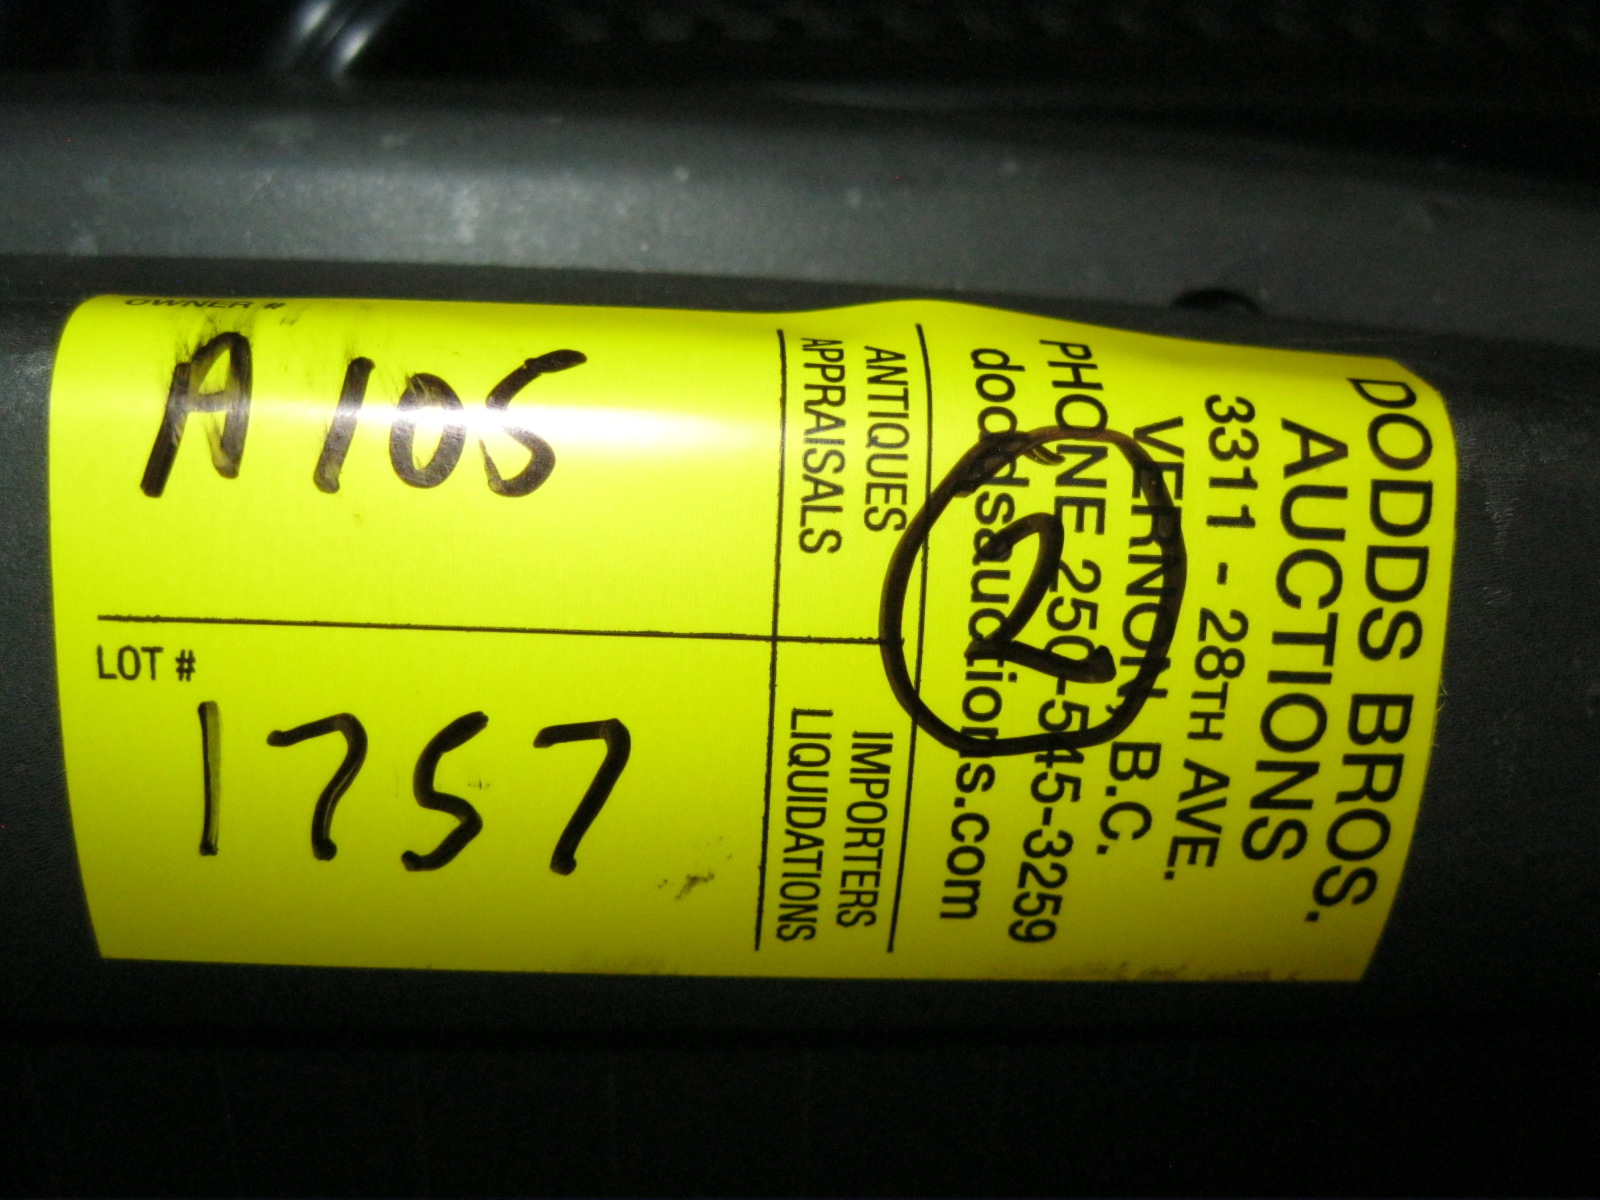 DODDS BROS.
AUCTIONS
3311 - 28TH AVE.
VERNON, B.C.
PHONE 250-545-3259
doddsauctions.com
2
ANTIQUES
APPRAISALS
IMPORTERS
LIQUIDATIONS
OWNER #
A105
LOT #
1757